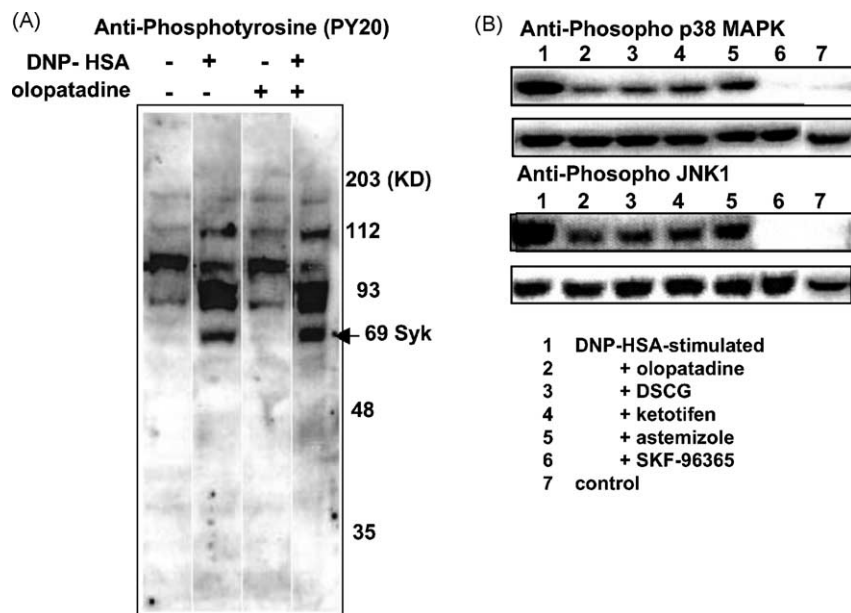 (A)
Anti-Phosphotyrosine (PY20)
DNP- HSA - + - +
olopatadine - - + +
203 (KD)
112
93
69 Syk
48
35
(B)
Anti-Phosopho p38 MAPK
1 2 3 4 5 6 7
Anti-Phosopho JNK1
1 2 3 4 5 6 7
1 DNP-HSA-stimulated
2 + olopatadine
3 + DSCG
4 + ketotifen
5 + astemizole
6 + SKF-96365
7 control